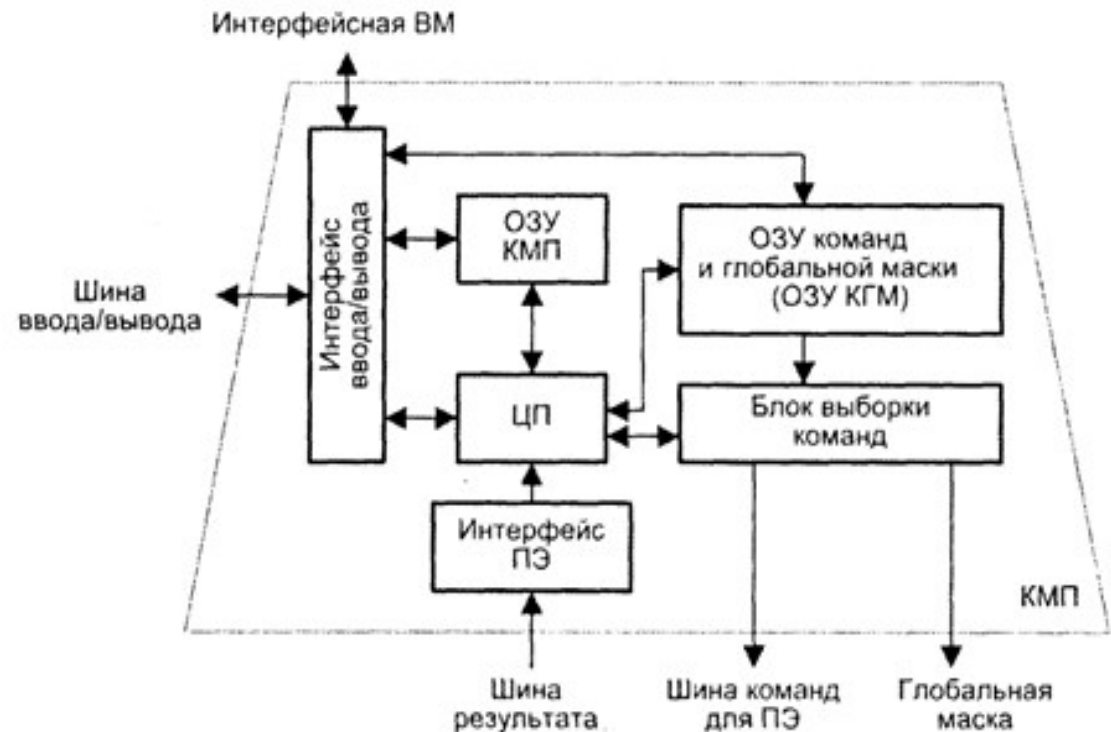 Интерфейсная ВМ
Интерфейс
ввода/вывода
ОЗУ
КМП
ОЗУ команд
и глобальной маски
(ОЗУ КГМ)
Шина
ввода/вывода
ЦП
Блок выборки
команд
Интерфейс
ПЭ
КМП
Шина
результата
Шина команд
для ПЭ
Глобальная
маска